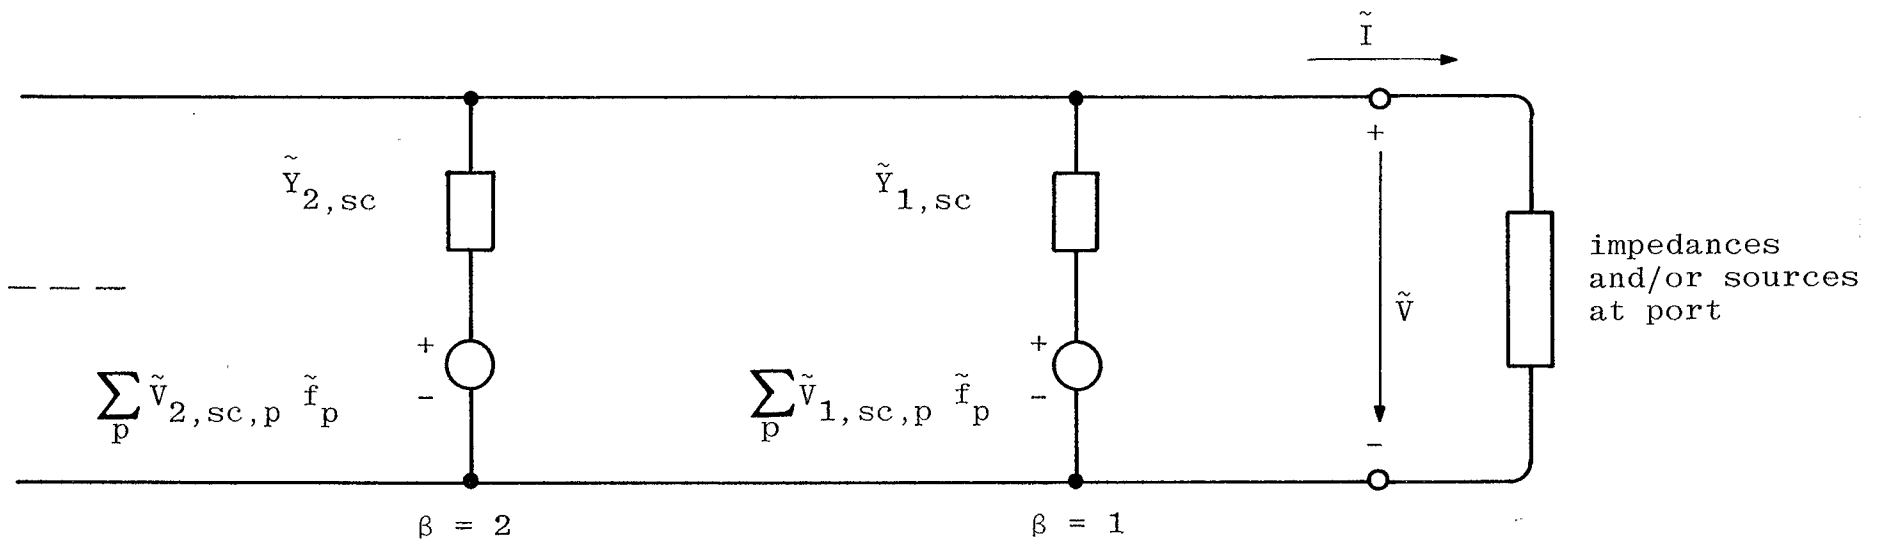 Ĩ
Ỹ2,sc
Ỹ1,sc
+
impedances
and/or sources
at port
Ṽ
+
-
∑p Ṽ2,sc,p f̃p
+
-
∑p Ṽ1,sc,p f̃p
-
β = 2
β = 1